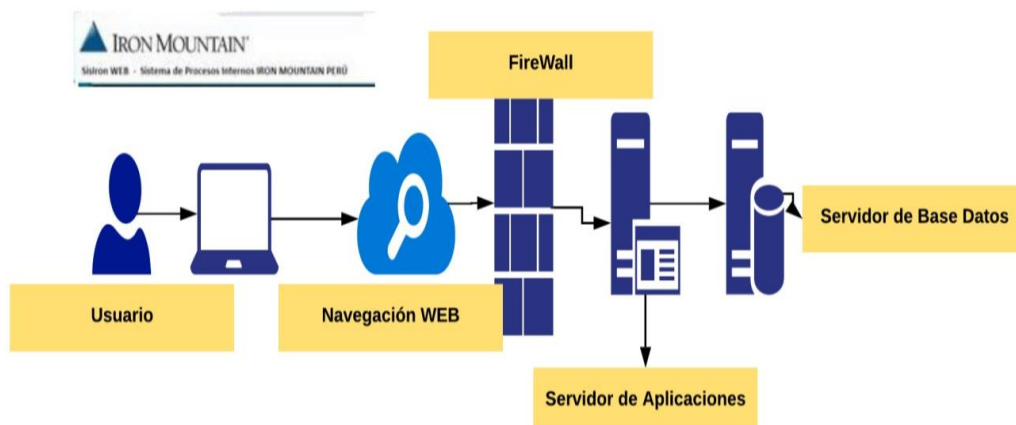 IRON MOUNTAIN®
SisIron WEB - Sistema de Procesos Internos IRON MOUNTAIN PERÚ
FireWall
Servidor de Base Datos
Usuario
Navegación WEB
Servidor de Aplicaciones